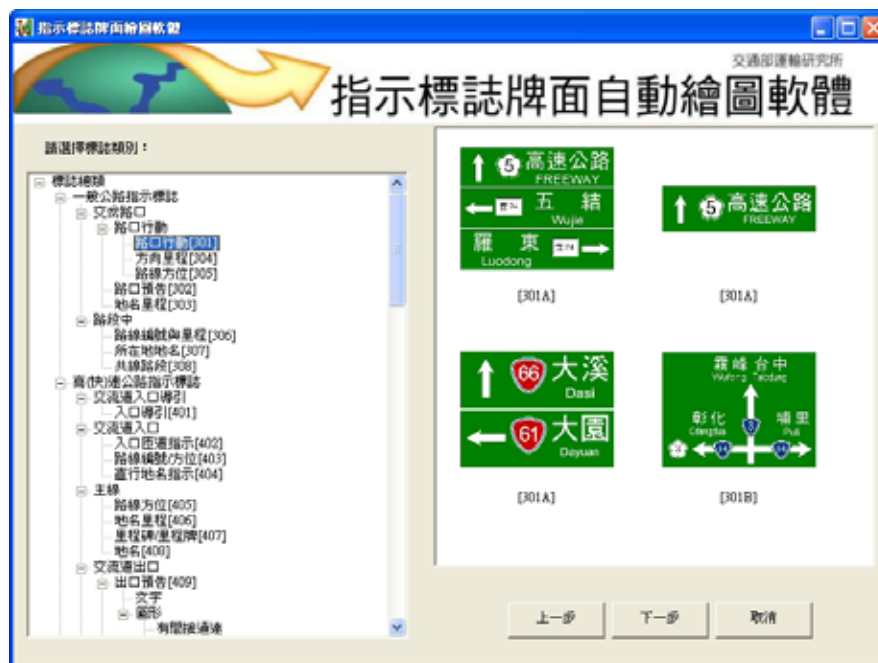 指示標誌牌面繪圖軟體
交通部運輸研究所
指示標誌牌面自動繪圖軟體
請選擇標誌類別：
標誌總類
一般公路指示標誌
交岔路口
路口行動
路口行動[301]
方向里程[304]
路線方位[305]
路口預告[302]
地名里程[303]
路段中
路線編號與里程[306]
所在地地名[307]
共線路段[308]
高(快)速公路指示標誌
交流道入口導引
入口導引[401]
交流道入口
入口匝道指示[402]
路線編號/方位[403]
直行地名指示[404]
主線
路線方位[405]
地名里程[406]
里程碑/里程牌[407]
地名[408]
交流道出口
出口預告[409]
文字
圖形
有間接通達
5 高速公路
FREEWAY
五 結
Wujie
羅 東
Luodong
[301A]
5 高速公路
FREEWAY
[301A]
66 大溪
Dasi
61 大園
Dayuan
[301A]
霧峰 台中
彰化
3
埔里
Puli
14
14
[301B]
上一步
下一步
取消